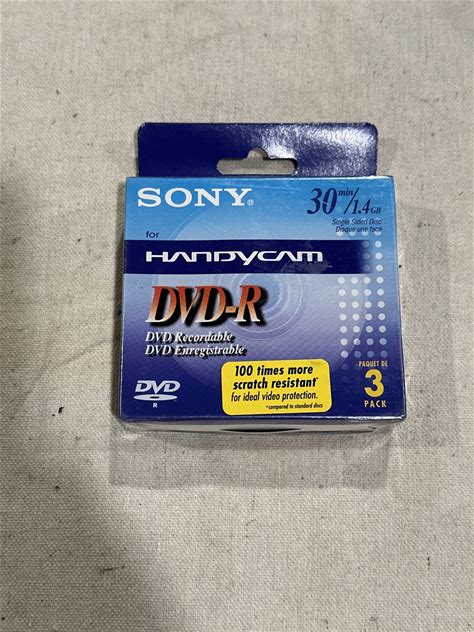 SONY®
30min/1.4GB
Single Sided Disc
Disque une face
for
HANDYCAM
DVD-R
DVD Recordable
DVD Enregistrable
100 times more
scratch resistant*
for ideal video protection.
*compared to standard discs
DVD
R
PAQUET DE
3
PACK